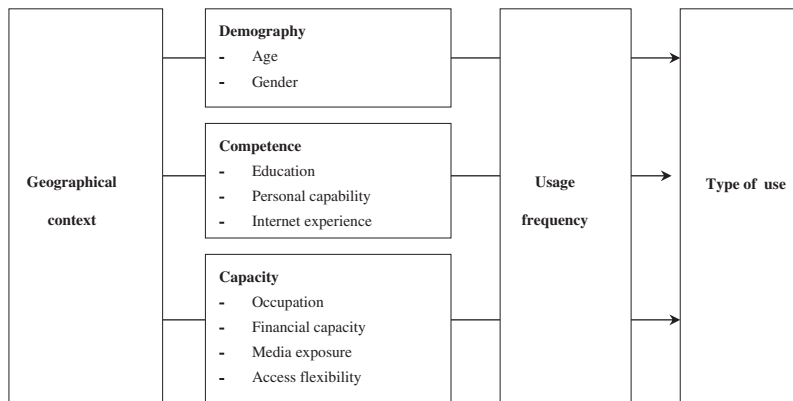 Geographical
context
Demography
- Age
- Gender
Competence
- Education
- Personal capability
- Internet experience
Capacity
- Occupation
- Financial capacity
- Media exposure
- Access flexibility
Usage
frequency
Type of use